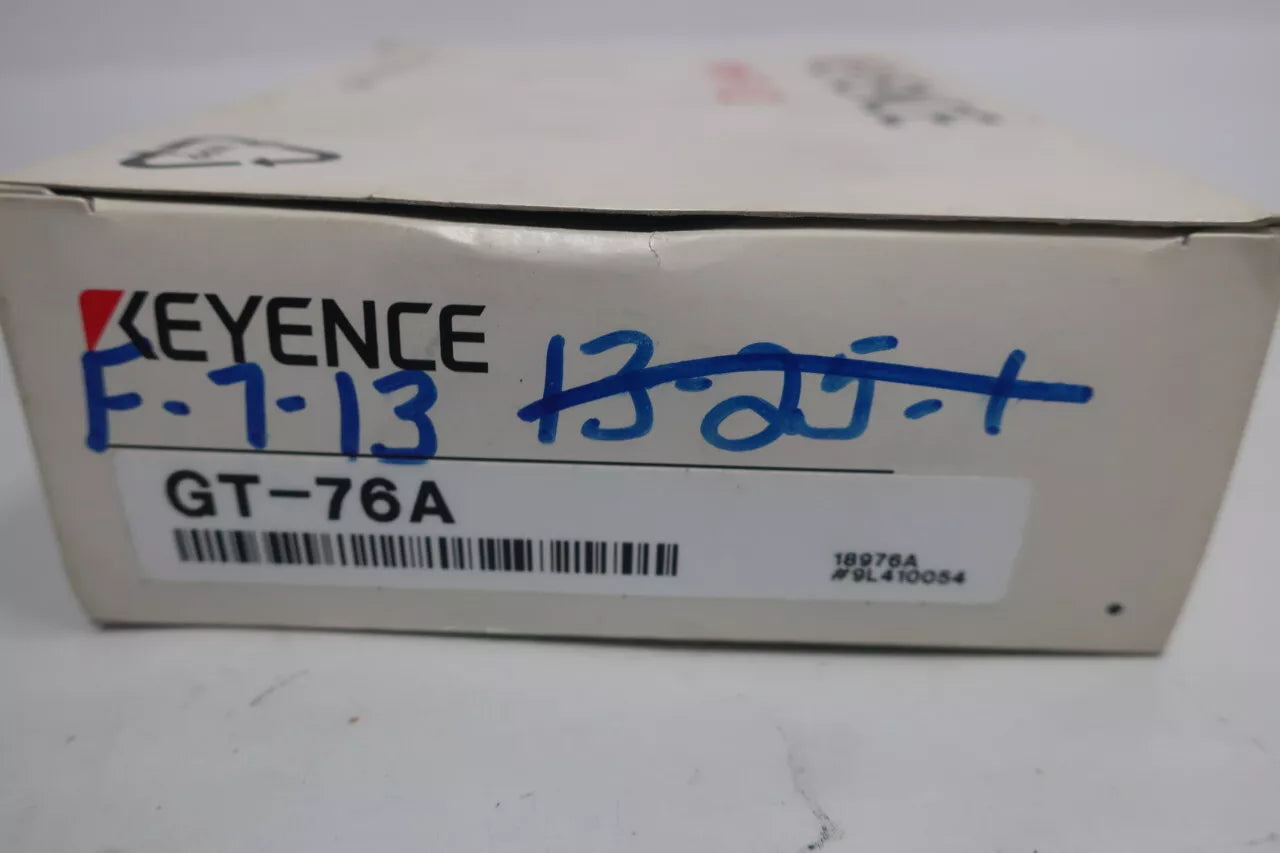 KEYENCE
F-7-13 13-25-1
GT-76A
18976A
#9L410054